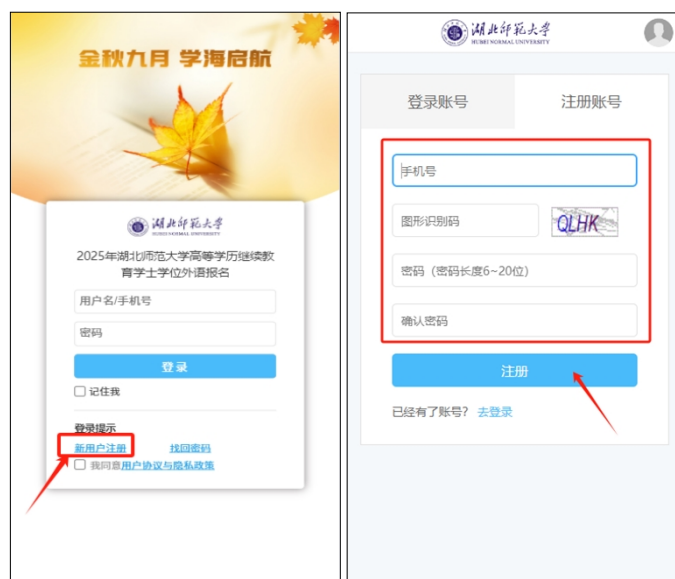 金秋九月 学海启航
湖北师范大学
HUBEI NORMAL UNIVERSITY
2025年湖北师范大学高等学历继续教
育学士学位外语报名
用户名/手机号
密码
登录
记住我
登录提示
新用户注册 找回密码
我同意用户协议与隐私政策
湖北师范大学
HUBEI NORMAL UNIVERSITY
登录账号 注册账号
手机号
图形识别码 QLHK
密码（密码长度6~20位）
确认密码
注册
已经有了账号？ 去登录